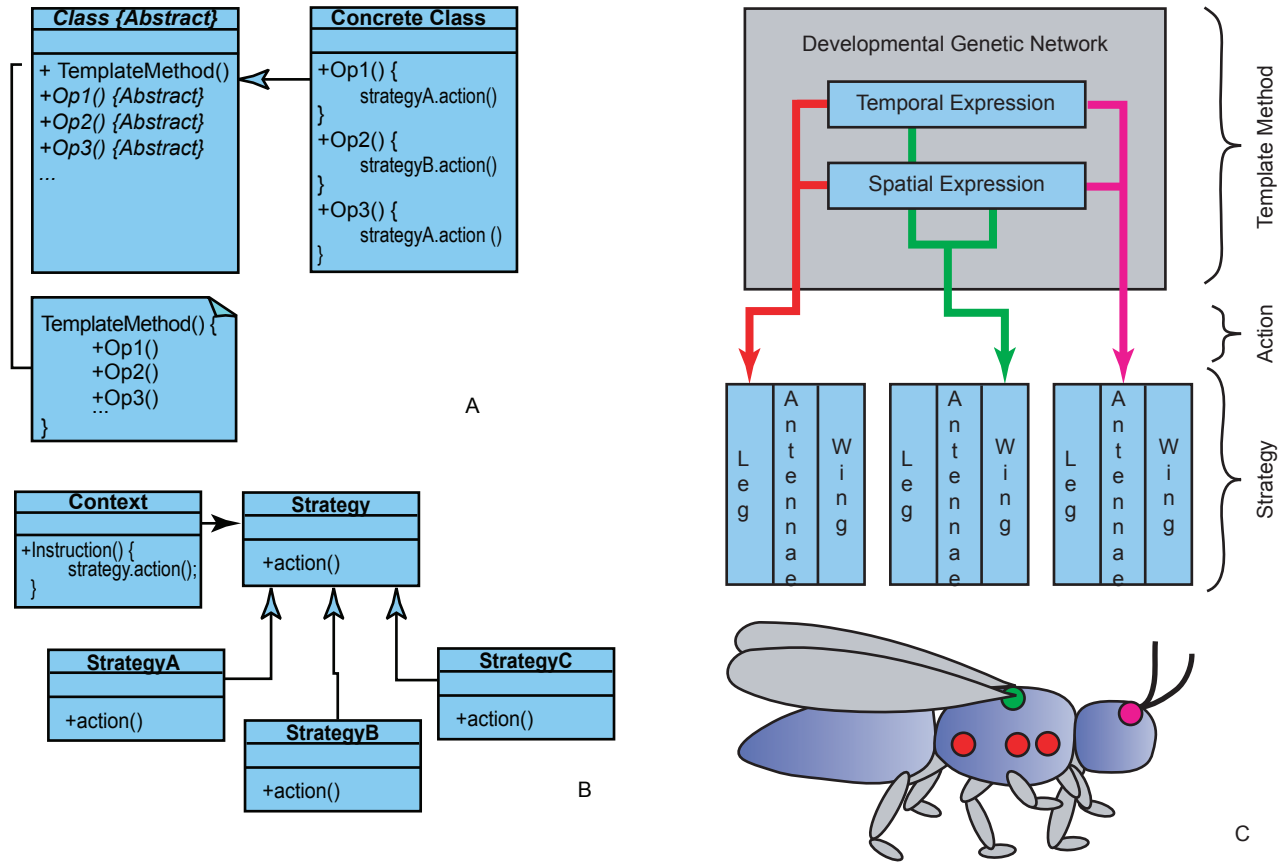 Class {Abstract}
+ TemplateMethod()
+Op1() {Abstract}
+Op2() {Abstract}
+Op3() {Abstract}
...
Concrete Class
+Op1() {
strategyA.action()
}
+Op2() {
strategyB.action()
}
+Op3() {
strategyA.action ()
}
TemplateMethod() {
+Op1()
+Op2()
+Op3()
...
}
A
Context
+Instruction() {
strategy.action();
}
Strategy
+action()
StrategyA
+action()
StrategyB
+action()
StrategyC
+action()
B
Developmental Genetic Network
Temporal Expression
Spatial Expression
Template Method
Action
Strategy
Leg
Antennae
Wing
Leg
Antennae
Wing
Leg
Antennae
Wing
C